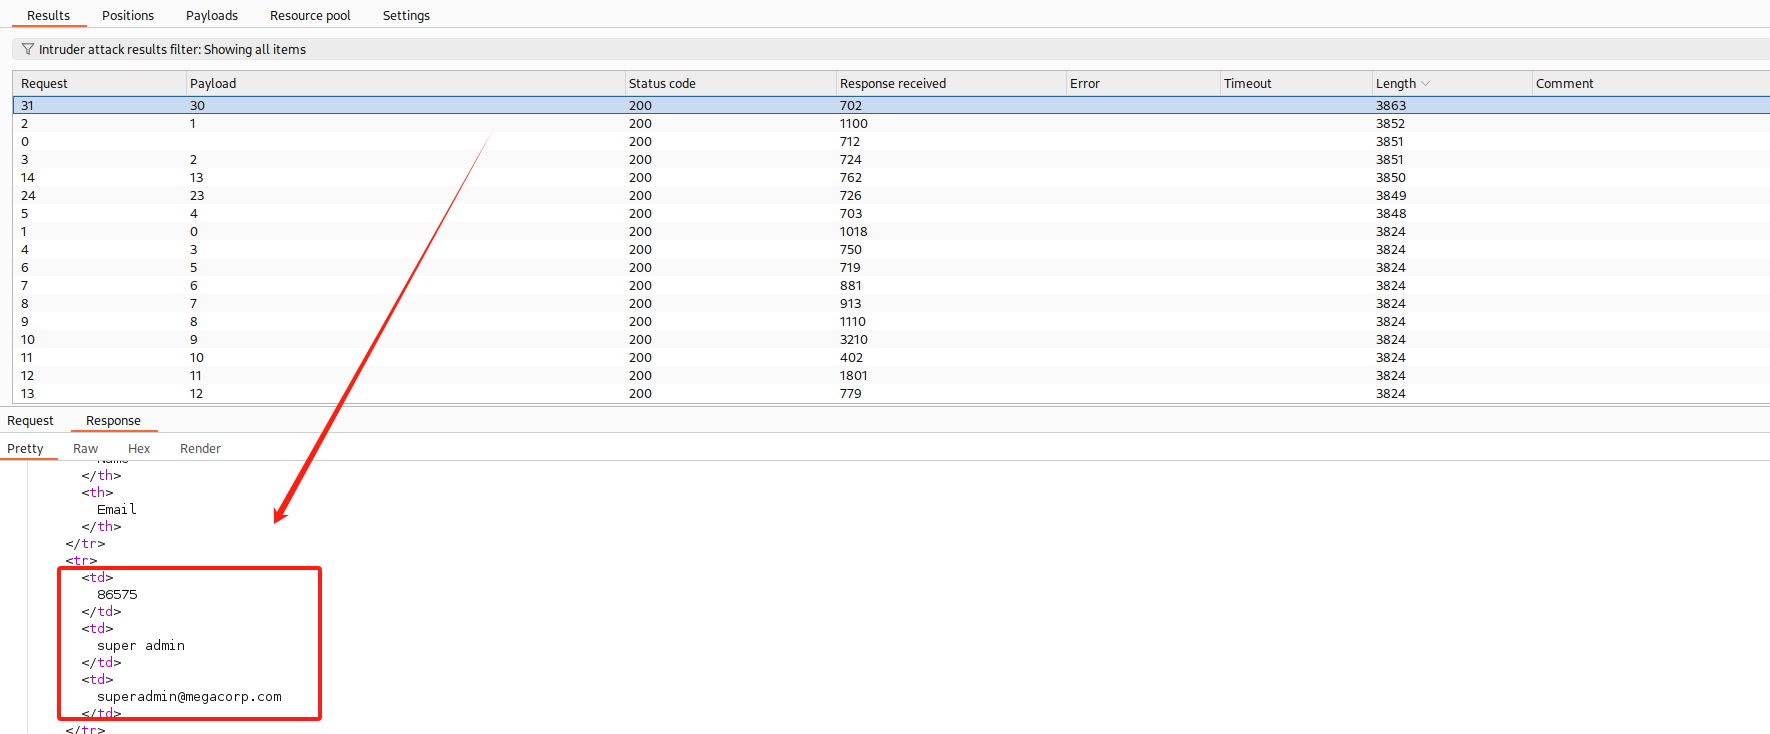 Results Positions Payloads Resource pool Settings
Intruder attack results filter: Showing all items
Request Payload Status code Response received Error Timeout Length Comment
31 30 200 702 3863
2 1 200 1100 3852
0 200 712 3851
3 2 200 724 3851
14 13 200 762 3850
24 23 200 726 3849
5 4 200 703 3848
1 0 200 1018 3824
4 3 200 750 3824
6 5 200 719 3824
7 6 200 881 3824
8 7 200 913 3824
9 8 200 1110 3824
10 9 200 3210 3824
11 10 200 402 3824
12 11 200 1801 3824
13 12 200 779 3824
Request Response
Pretty Raw Hex Render
Name
</th>
<th>
Email
</th>
</tr>
<tr>
<td>
86575
</td>
<td>
super admin
</td>
<td>
superadmin@megacorp.com
</td>
</tr>